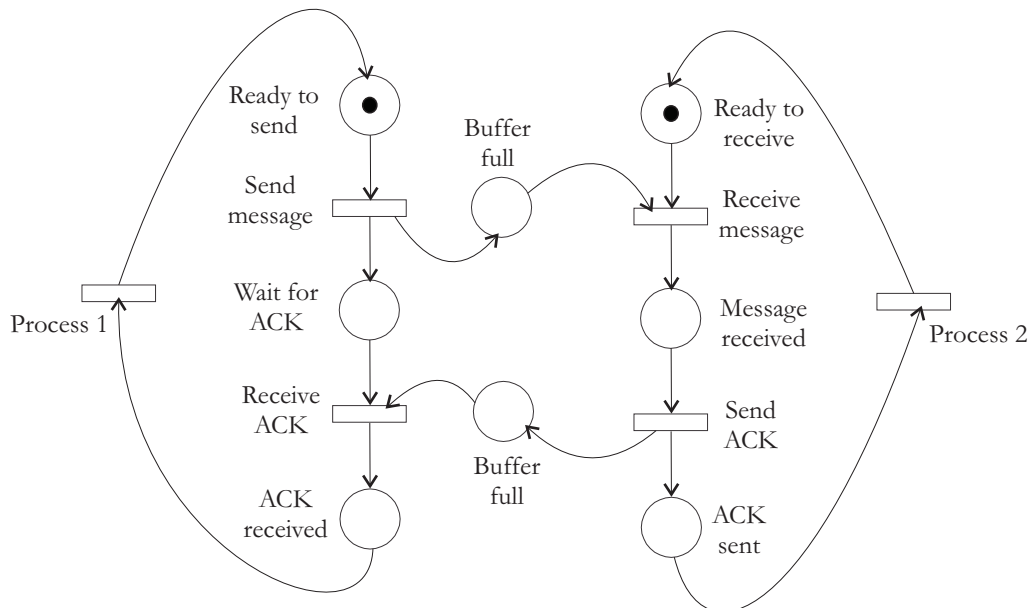 Ready to
send
Buffer
full
Ready to
receive
Send
message
Receive
message
Process 1
Wait for
ACK
Message
received
Process 2
Receive
ACK
Buffer
full
Send
ACK
ACK
received
ACK
sent